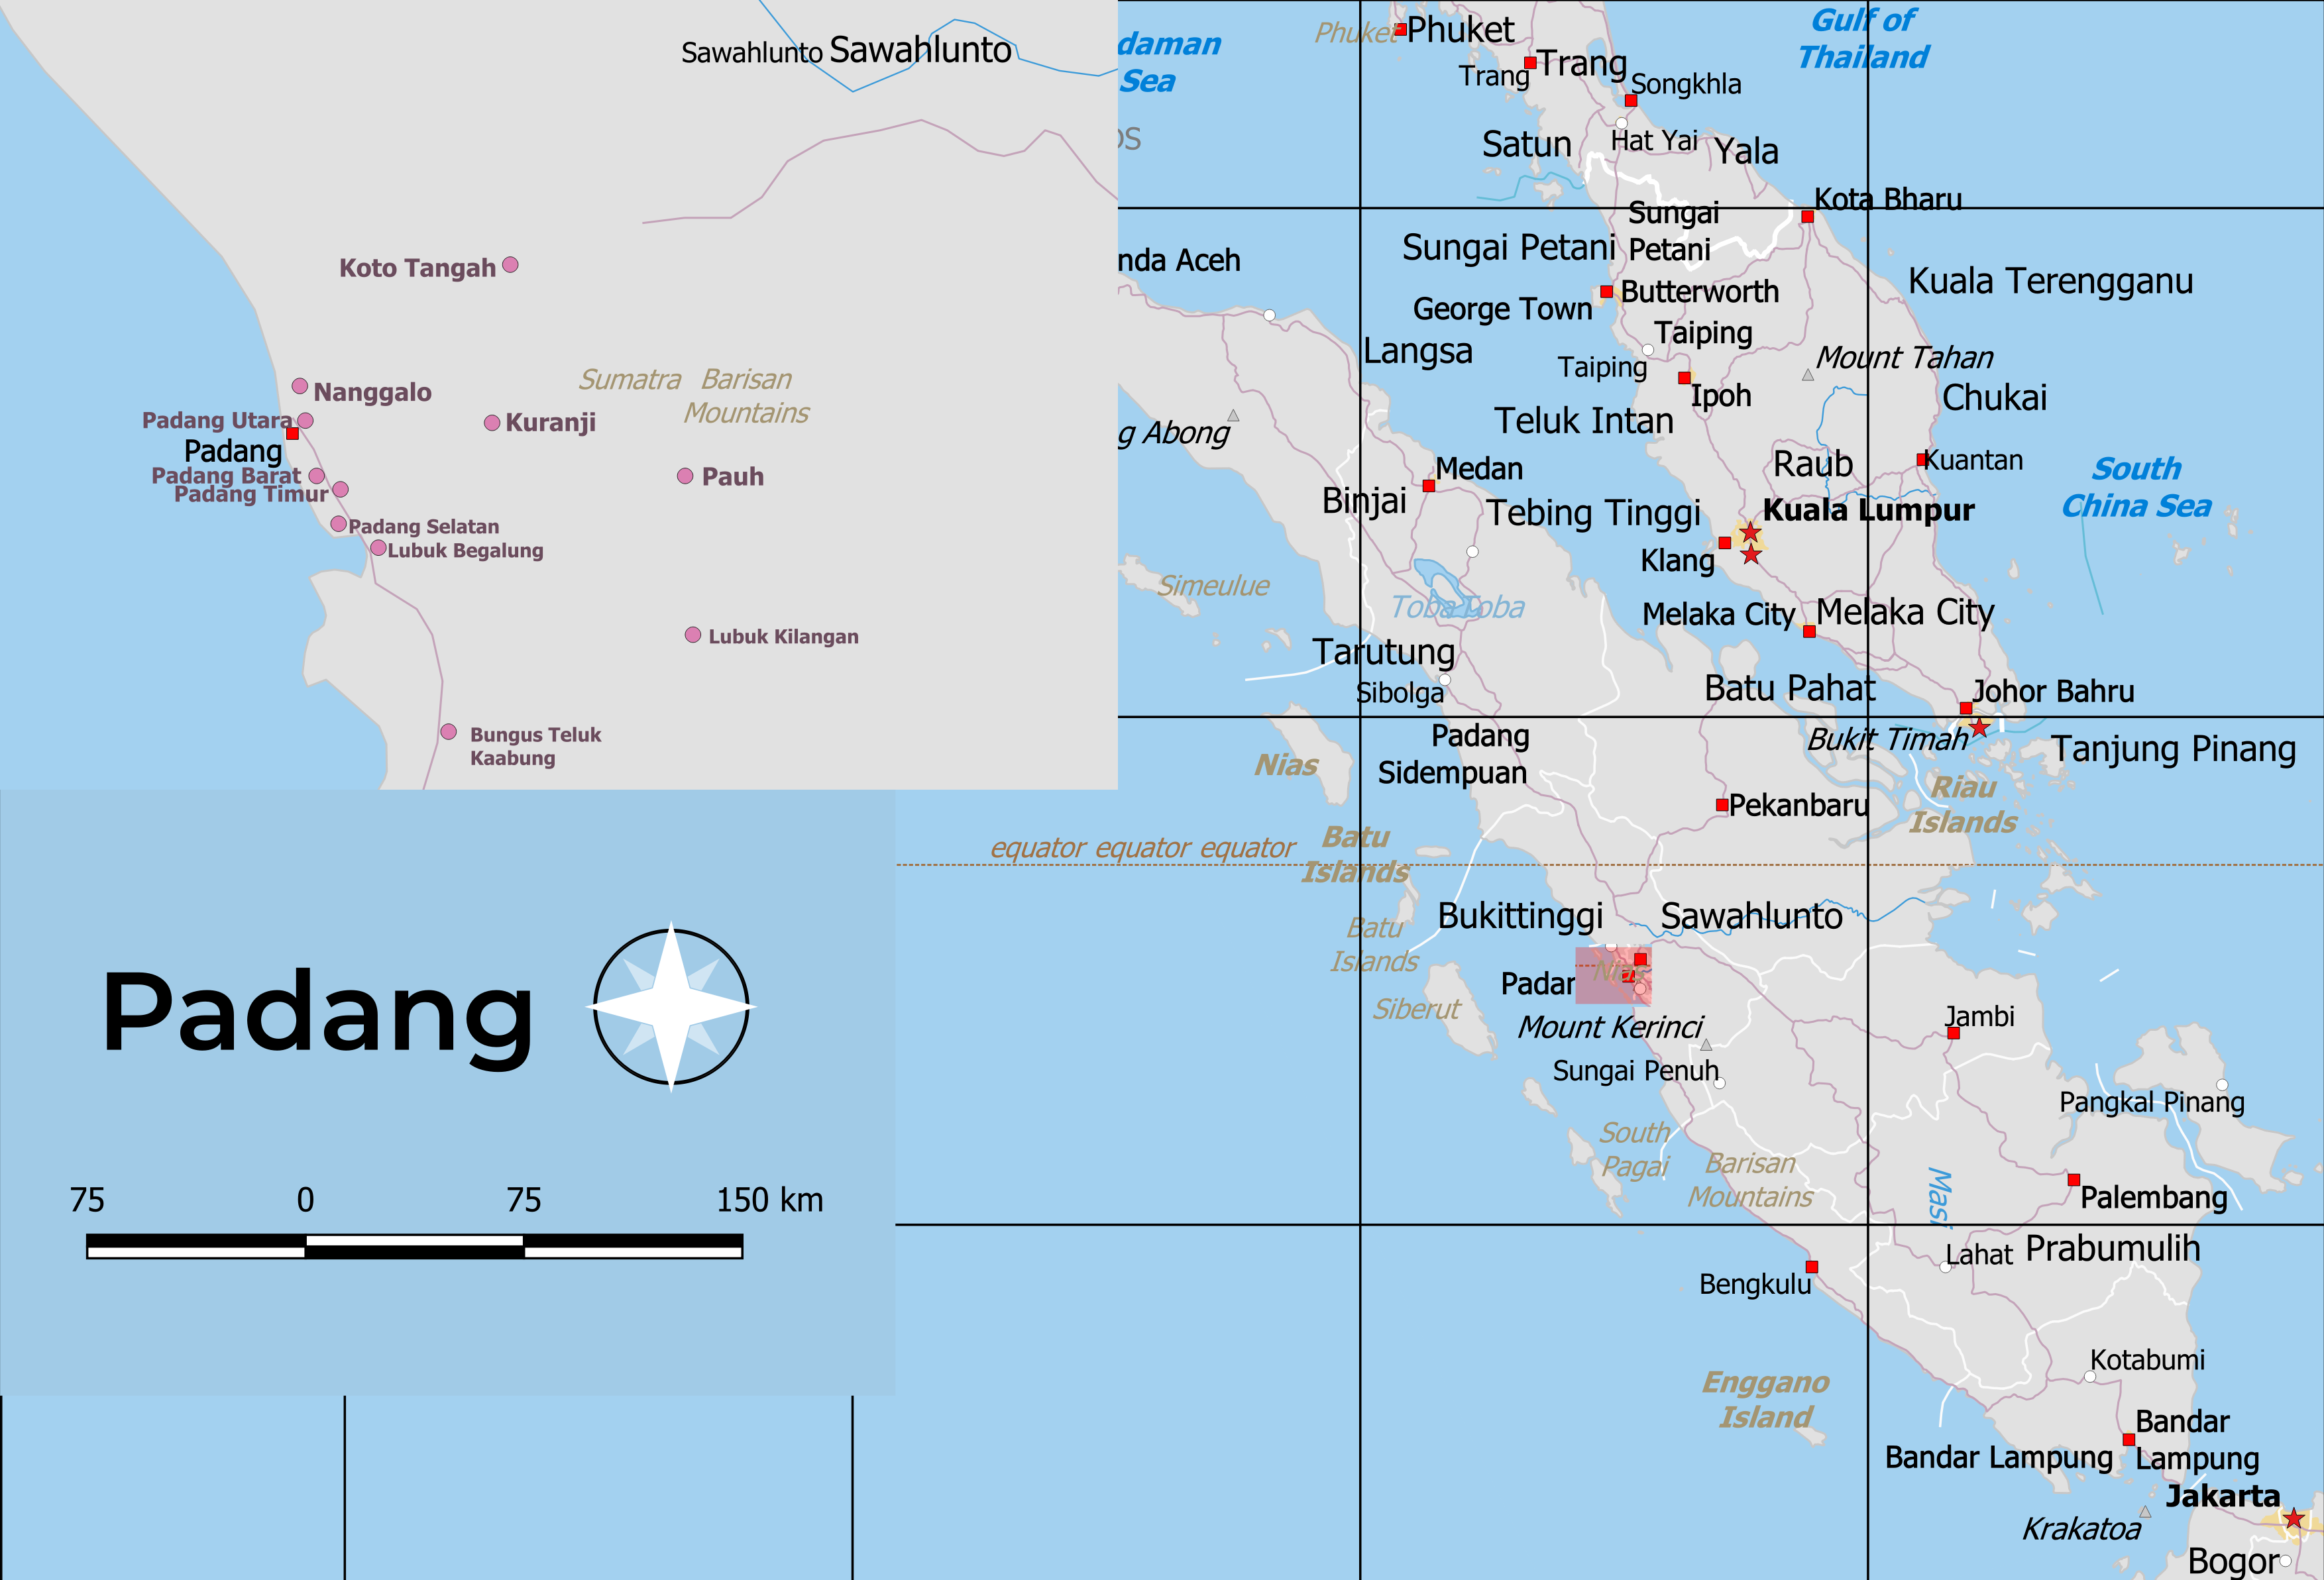 Sawahlunto Sawahlunto
Koto Tangah
Nanggalo
Sumatra Barisan
Mountains
Padang Utara
Kuranji
Padang
Padang Barat
Pauh
Padang Timur
Padang Selatan
Lubuk Begalung
Lubuk Kilangan
Bungus Teluk
Kaabung
Padang
75 0 75 150 km
daman
Sea
Phuket
Phuket
Gulf of
Thailand
Trang
Trang
Songkhla
Satun
Hat Yai
Yala
Kota Bharu
Sungai
Petani
Sungai Petani
nda Aceh
Kuala Terengganu
Butterworth
George Town
Taiping
Taiping
Langsa
Mount Tahan
Ipoh
Chukai
Teluk Intan
g Abong
Medan
Raub
Kuantan
South
China Sea
Binjai
Tebing Tinggi
Kuala Lumpur
Klang
Simeulue
Toba Toba
Melaka City
Melaka City
Tarutung
Sibolga
Batu Pahat
Johor Bahru
Padang
Sidempuan
Bukit Timah
Tanjung Pinang
Nias
Riau
Islands
Pekanbaru
equator equator equator
Batu
Islands
Bukittinggi
Sawahlunto
Batu
Islands
Nias
Padar
Siberut
Mount Kerinci
Jambi
Sungai Penuh
Pangkal Pinang
South
Pagai
Barisan
Mountains
Masi
Palembang
Lahat
Prabumulih
Bengkulu
Kotabumi
Enggano
Island
Bandar
Lampung
Bandar Lampung
Jakarta
Krakatoa
Bogor